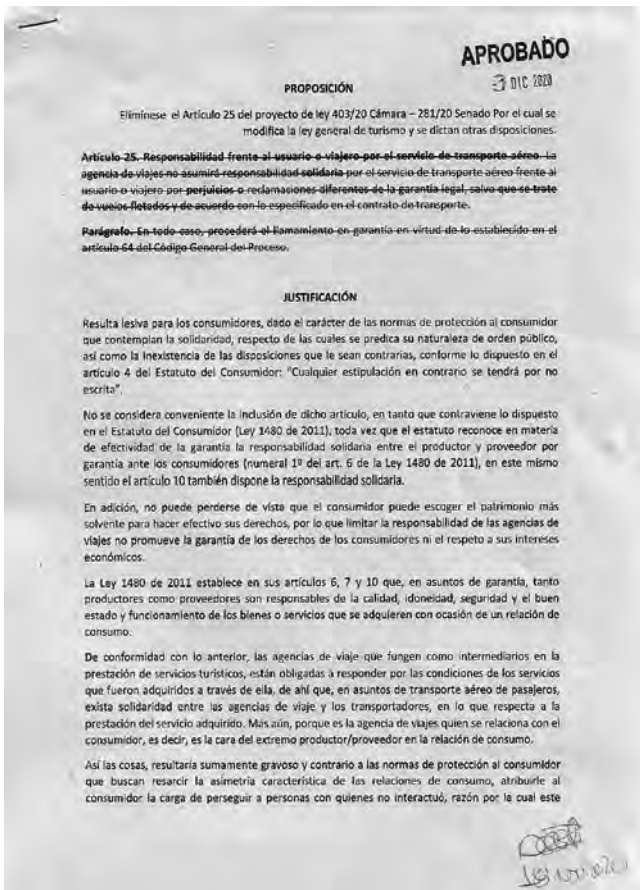 APROBADO
3 DIC 2020
PROPOSICIÓN
Elimínese el Artículo 25 del proyecto de ley 403/20 Cámara – 281/20 Senado Por el cual se
modifica la ley general de turismo y se dictan otras disposiciones.
Artículo 25. Responsabilidad frente al usuario o viajero por el servicio de transporte aéreo. La
agencia de viajes no asumirá responsabilidad solidaria por el servicio de transporte aéreo frente al
usuario o viajero por perjuicios o reclamaciones diferentes de la garantía legal, salvo que se trate
de vuelos fletados y de acuerdo con lo especificado en el contrato de transporte.
Parágrafo. En todo caso, procederá el llamamiento en garantía en virtud de lo establecido en el
artículo 64 del Código General del Proceso.
JUSTIFICACIÓN
Resulta lesiva para los consumidores, dado el carácter de las normas de protección al consumidor
que contemplan la solidaridad, respecto de las cuales se predica su naturaleza de orden público,
así como la inexistencia de las disposiciones que le sean contrarias, conforme lo dispuesto en el
artículo 4 del Estatuto del Consumidor: "Cualquier estipulación en contrario se tendrá por no
escrita".
No se considera conveniente la inclusión de dicho artículo, en tanto que contraviene lo dispuesto
en el Estatuto del Consumidor (Ley 1480 de 2011), toda vez que el estatuto reconoce en materia
de efectividad de la garantía la responsabilidad solidaria entre el productor y proveedor por
garantía ante los consumidores (numeral 1º del art. 6 de la Ley 1480 de 2011), en este mismo
sentido el artículo 10 también dispone la responsabilidad solidaria.
En adición, no puede perderse de vista que el consumidor puede escoger el patrimonio más
solvente para hacer efectivo sus derechos, por lo que limitar la responsabilidad de las agencias de
viajes no promueve la garantía de los derechos de los consumidores ni el respeto a sus intereses
económicos.
La Ley 1480 de 2011 establece en sus artículos 6, 7 y 10 que, en asuntos de garantía, tanto
productores como proveedores son responsables de la calidad, idoneidad, seguridad y el buen
estado y funcionamiento de los bienes o servicios que se adquieren con ocasión de un relación de
consumo.
De conformidad con lo anterior, las agencias de viaje que fungen como intermediarios en la
prestación de servicios turísticos, están obligadas a responder por las condiciones de los servicios
que fueron adquiridos a través de ella, de ahí que, en asuntos de transporte aéreo de pasajeros,
exista solidaridad entre las agencias de viaje y los transportadores, en lo que respecta a la
prestación del servicio adquirido. Más aún, porque es la agencia de viajes quien se relaciona con el
consumidor, es decir, es la cara del extremo productor/proveedor en la relación de consumo.
Así las cosas, resultaría sumamente gravoso y contrario a las normas de protección al consumidor
que buscan resarcir la asimetría característica de las relaciones de consumo, atribuirle al
consumidor la carga de perseguir a personas con quienes no interactuó, razón por la cual este